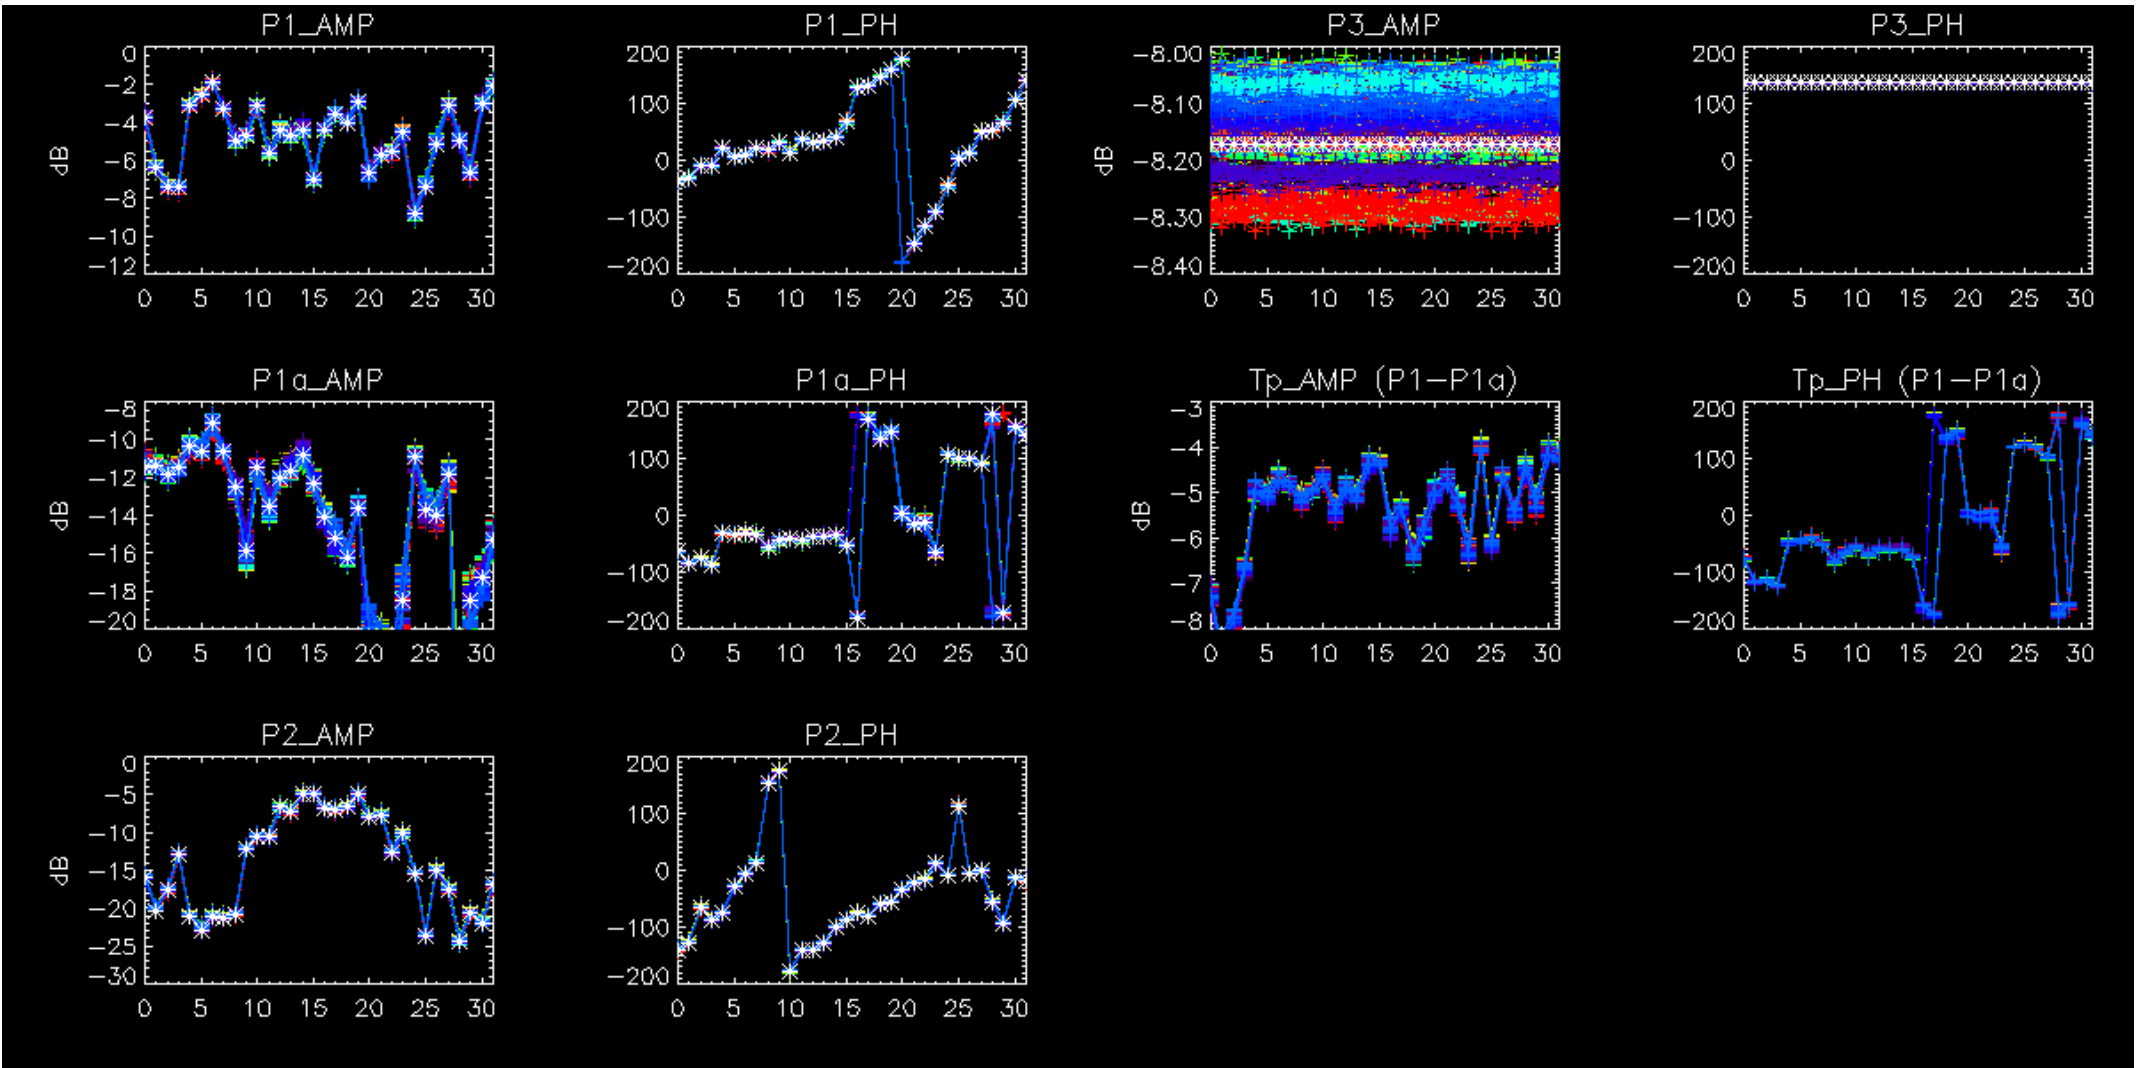 P1_AMP
P1_PH
P3_AMP
P3_PH
0
−2
−4
−6
−8
−10
−12
dB
0 5 10 15 20 25 30
200
100
0
−100
−200
0 5 10 15 20 25 30
−8.00
−8.10
−8.20
−8.30
−8.40
dB
0 5 10 15 20 25 30
200
100
0
−100
−200
0 5 10 15 20 25 30
P1a_AMP
P1a_PH
Tp_AMP (P1−P1a)
Tp_PH (P1−P1a)
−8
−10
−12
−14
−16
−18
−20
dB
0 5 10 15 20 25 30
200
100
0
−100
−200
0 5 10 15 20 25 30
−3
−4
−5
−6
−7
−8
dB
0 5 10 15 20 25 30
200
100
0
−100
−200
0 5 10 15 20 25 30
P2_AMP
P2_PH
0
−5
−10
−15
−20
−25
−30
dB
0 5 10 15 20 25 30
200
100
0
−100
−200
0 5 10 15 20 25 30